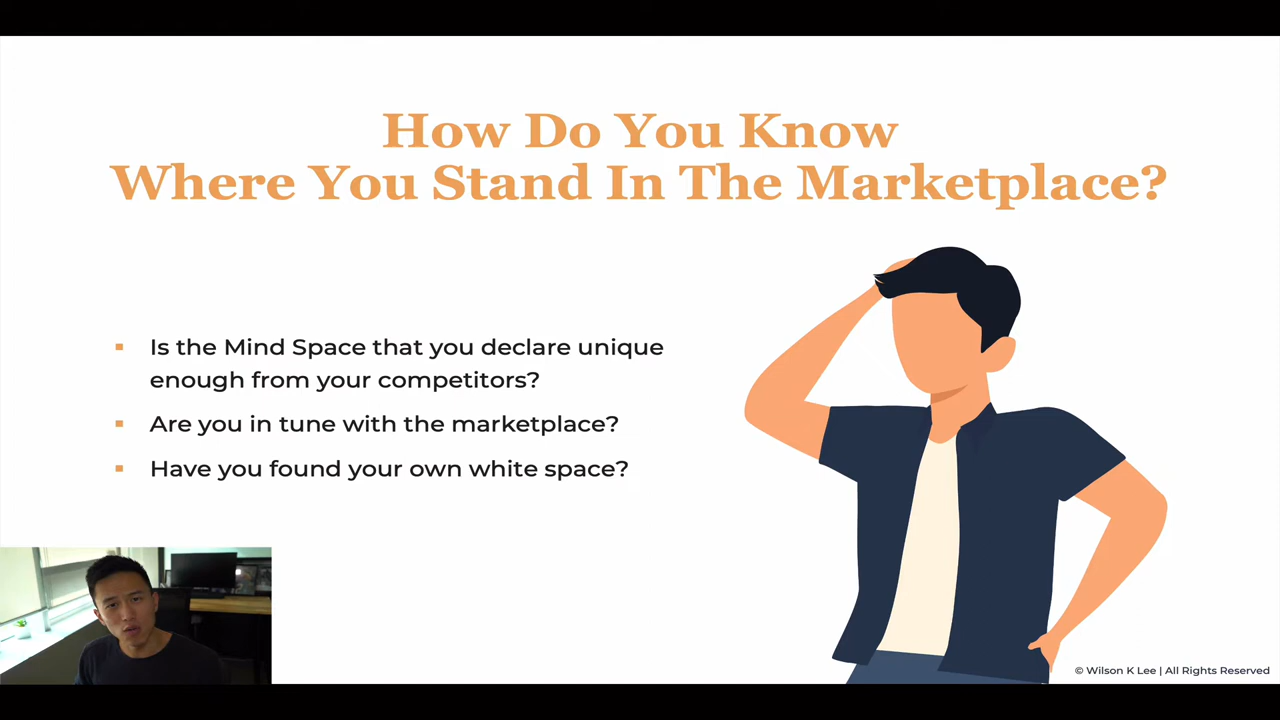 How Do You Know
Where You Stand In The Marketplace?
▪ Is the Mind Space that you declare unique
enough from your competitors?
▪ Are you in tune with the marketplace?
▪ Have you found your own white space?
© Wilson K Lee | All Rights Reserved